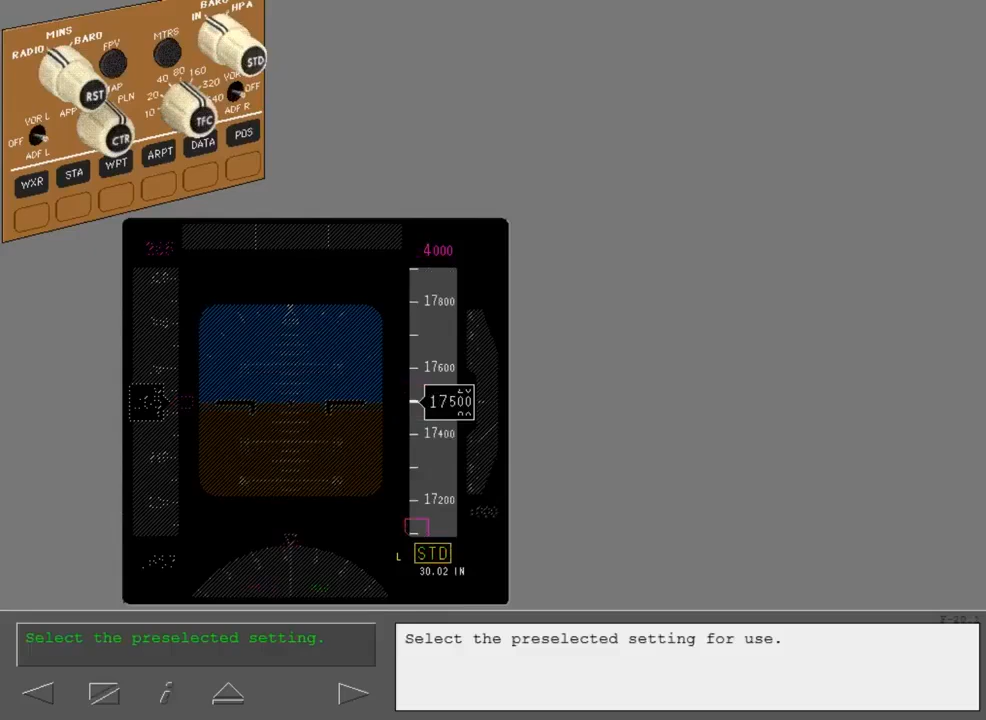 BARO
IN HPA
MINS
RADIO BARO
FPV
MTRS
STD
RST
40 80 160
20 320
10 640
VOR L
OFF
ADF L
APP MAP
PLN
CTR
TFC
VOR R
OFF
ADF R
WXR STA WPT ARPT DATA POS
4000
17800
17600
17500
17400
17200
L STD
30.02 IN
Select the preselected setting.
Select the preselected setting for use.